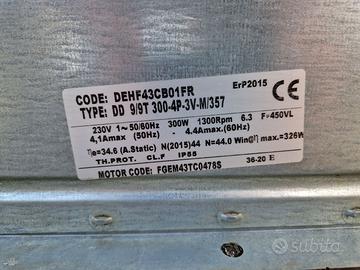 CODE: DEHF43CB01FR
ErP2015
TYPE: DD 9/9T 300-4P-3V-M/357
CE
230V 1~50/60Hz 300W 1300Rpm 6.3 F=450VL
4,1Amax (50Hz) - 4.4Amax.(60Hz)
ηe=34.6 (A.Static) N(2015)44 N=44.0 Win@η max=326W
TH.PROT. CL.F IP55
MOTOR CODE: FGEM43TC0478S
36-20 E
subito